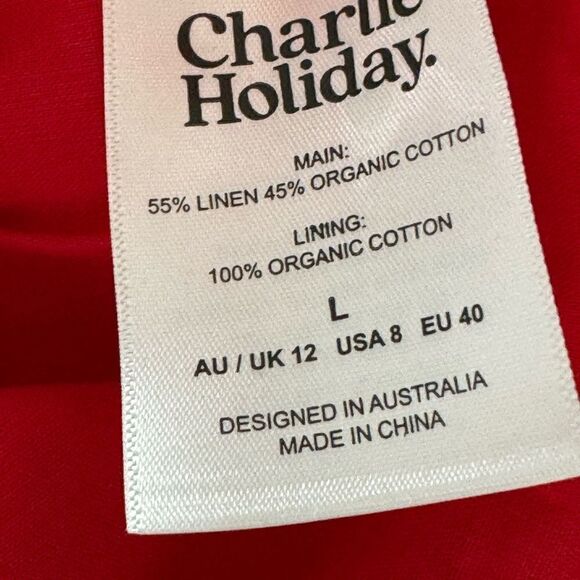 Charlie
Holiday.
MAIN:
55% LINEN 45% ORGANIC COTTON
LINING:
100% ORGANIC COTTON
L
AU / UK 12 USA 8 EU 40
DESIGNED IN AUSTRALIA
MADE IN CHINA